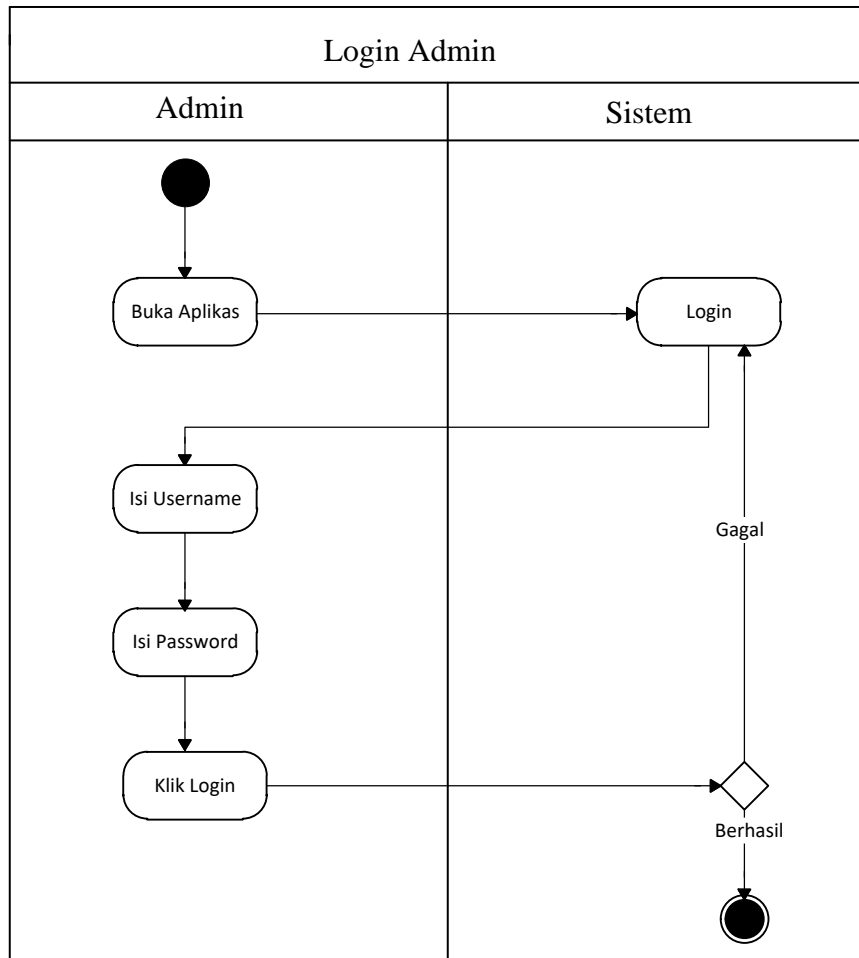 Login Admin
Admin
Sistem
Buka Aplikas
Login
Isi Username
Gagal
Isi Password
Klik Login
Berhasil